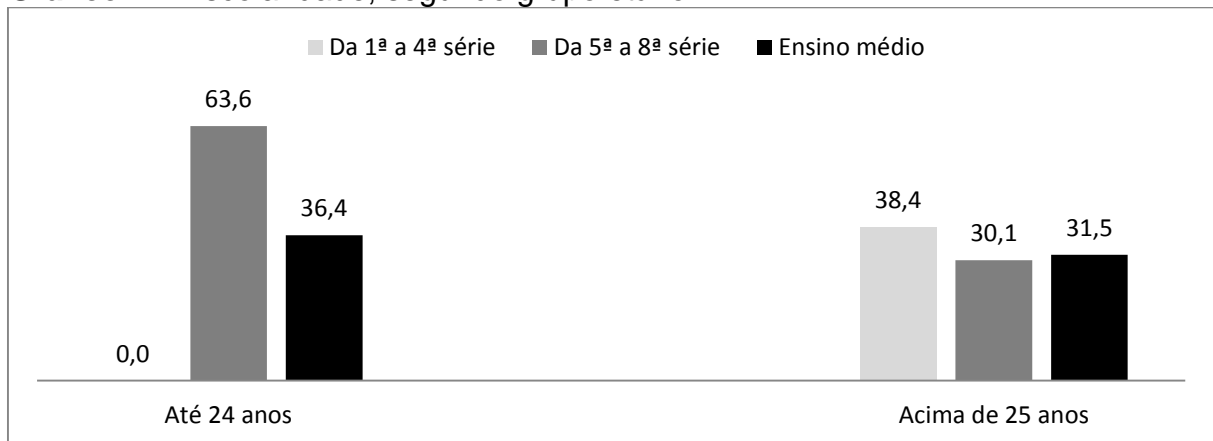 Da 1ª a 4ª série Da 5ª a 8ª série Ensino médio
63,6
36,4
0,0
38,4
30,1
31,5
Até 24 anos
Acima de 25 anos